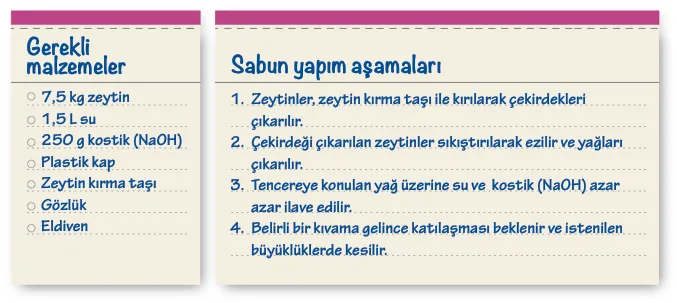 Gerekli
malzemeler
7,5 kg zeytin
1,5 L su
250 g kostik (NaOH)
Plastik kap
Zeytin kırma taşı
Gözlük
Eldiven
Sabun yapım aşamaları
1. Zeytinler, zeytin kırma taşı ile kırılarak çekirdekleri
çıkarılır.
2. Çekirdeği çıkarılan zeytinler sıkıştırılarak ezilir ve yağları
çıkarılır.
3. Tencereye konulan yağ üzerine su ve kostik (NaOH) azar
azar ilave edilir.
4. Belirli bir kıvama gelince katılaşması beklenir ve istenilen
büyüklüklerde kesilir.